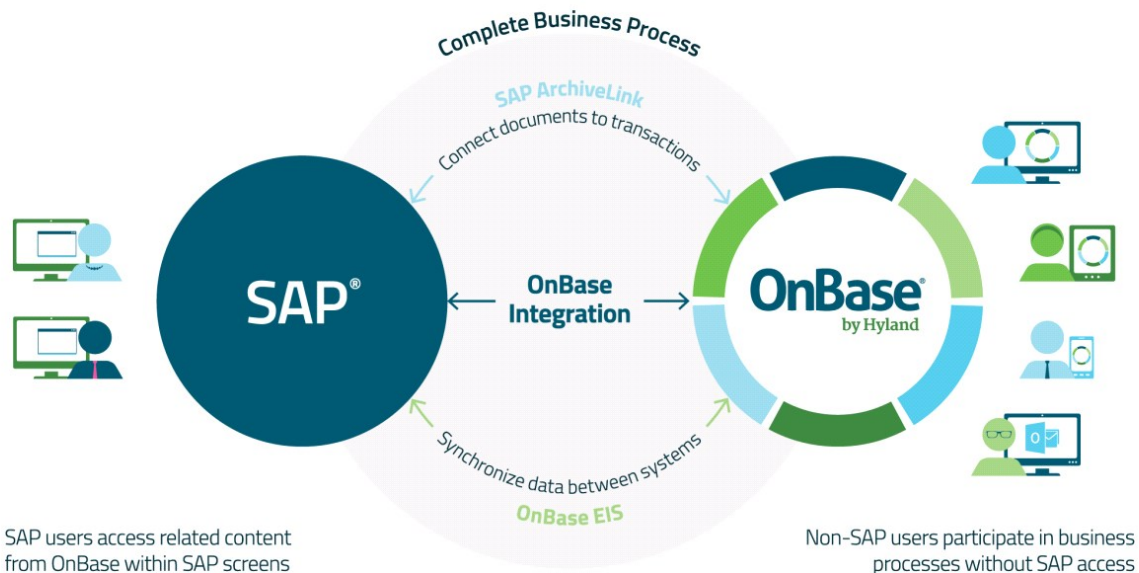 Complete Business Process
SAP ArchiveLink
Connect documents to transactions
SAP®
OnBase
Integration
OnBase®
by Hyland
Synchronize data between systems
OnBase EIS
SAP users access related content
from OnBase within SAP screens
Non-SAP users participate in business
processes without SAP access